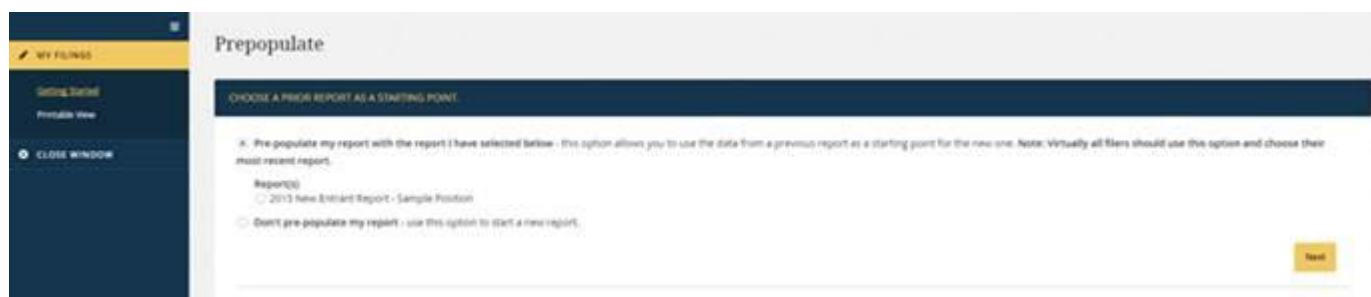 Prepopulate
MY FILINGS
Getting Started
CHOOSE A PRIOR REPORT AS A STARTING POINT.
Printable View
CLOSE WINDOW
Pre-populate my report with the report I have selected below - this option allows you to use the data from a previous report as a starting point for the new one. Note: Virtually all filers should use this option and choose their
most recent report.
Report(s)
2015 New Entrant Report - Sample Position
Don't pre-populate my report - use this option to start a new report.
Next